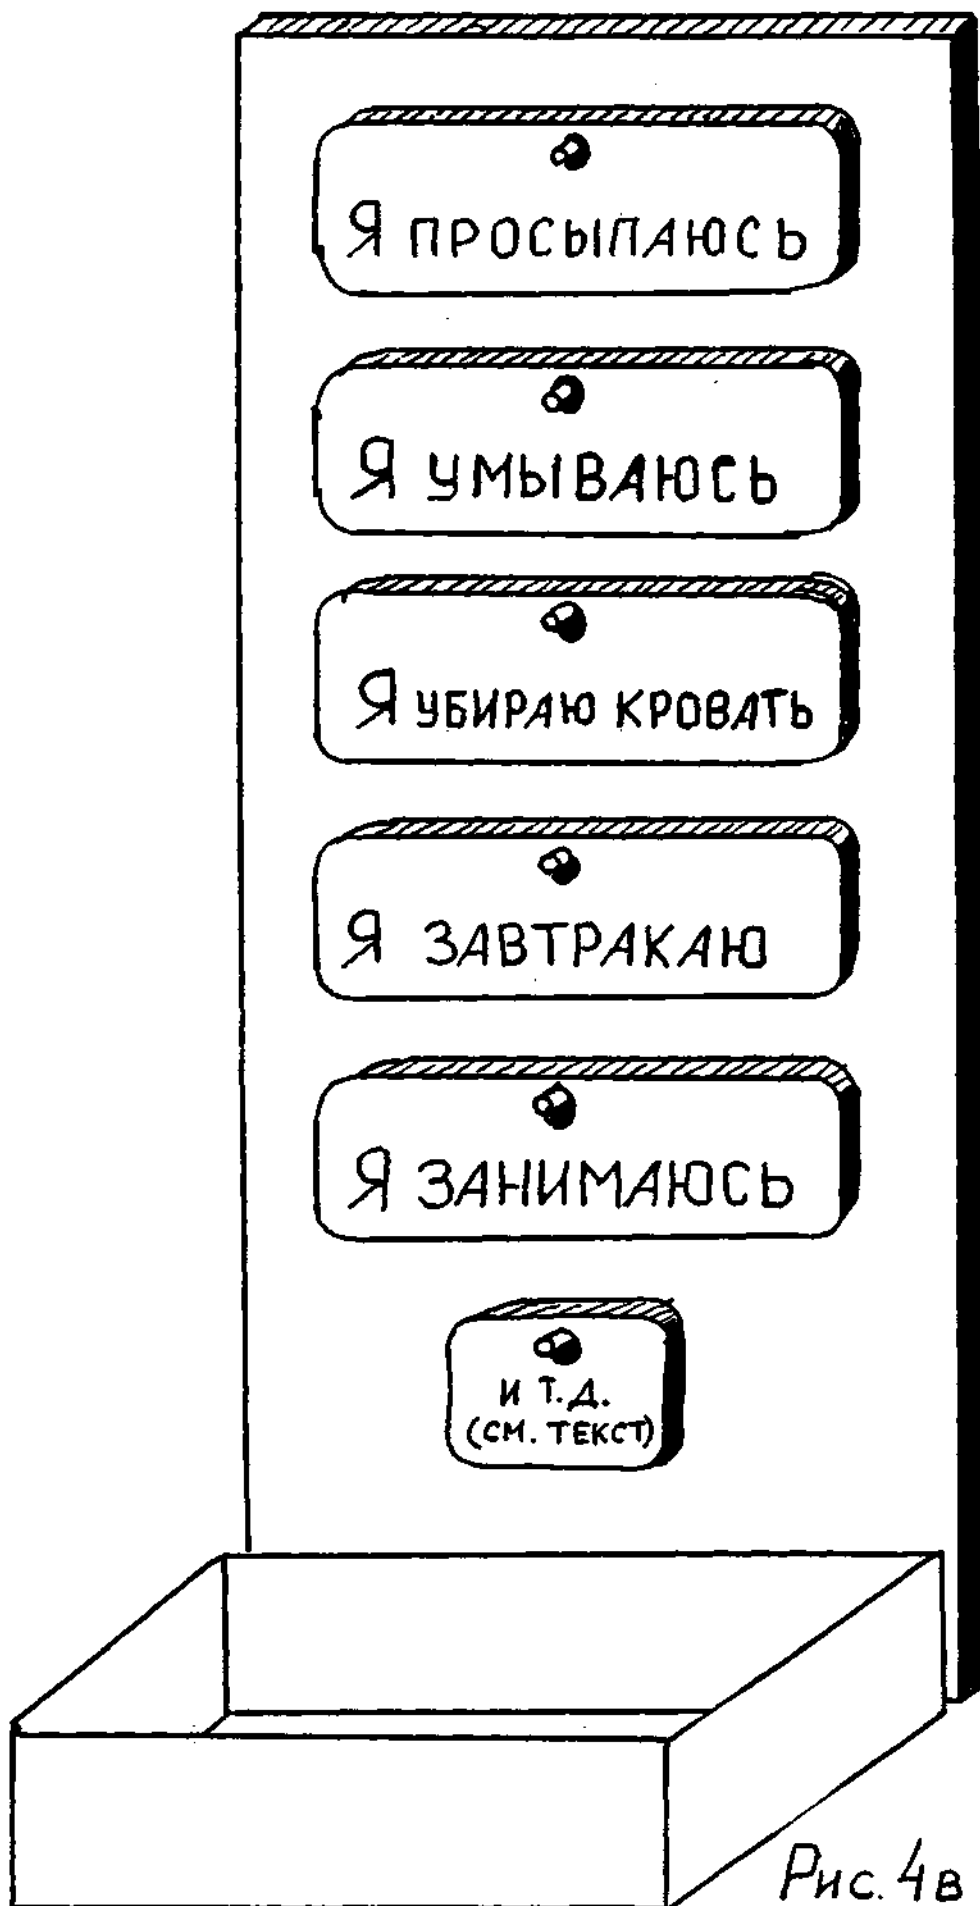 Я ПРОСЫПАЮСЬ
Я УМЫВАЮСЬ
Я УБИРАЮ КРОВАТЬ
Я ЗАВТРАКАЮ
Я ЗАНИМАЮСЬ
И Т.Д.
(СМ. ТЕКСТ)
Рис. 4в